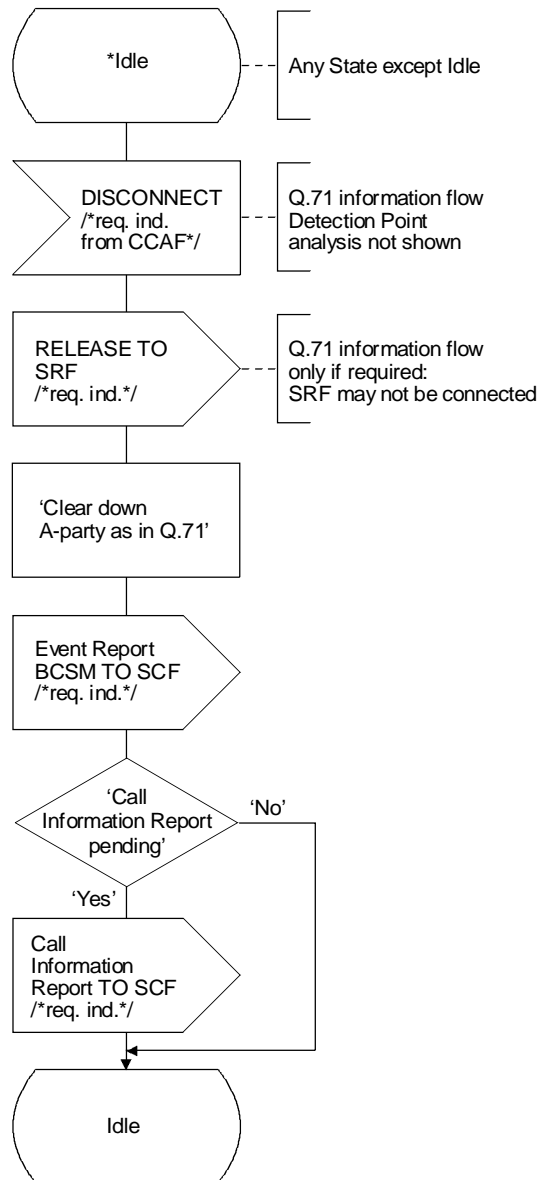 *Idle
Any State except Idle
DISCONNECT
/*req. ind.
from CCAF*/
Q.71 information flow
Detection Point
analysis not shown
RELEASE TO
SRF
/*req. ind.*/
Q.71 information flow
only if required:
SRF may not be connected
‘Clear down
A-party as in Q.71’
Event Report
BCSM TO SCF
/*req. ind.*/
‘Call
Information Report
pending’
‘No’
‘Yes’
Call
Information
Report TO SCF
/*req. ind.*/
Idle